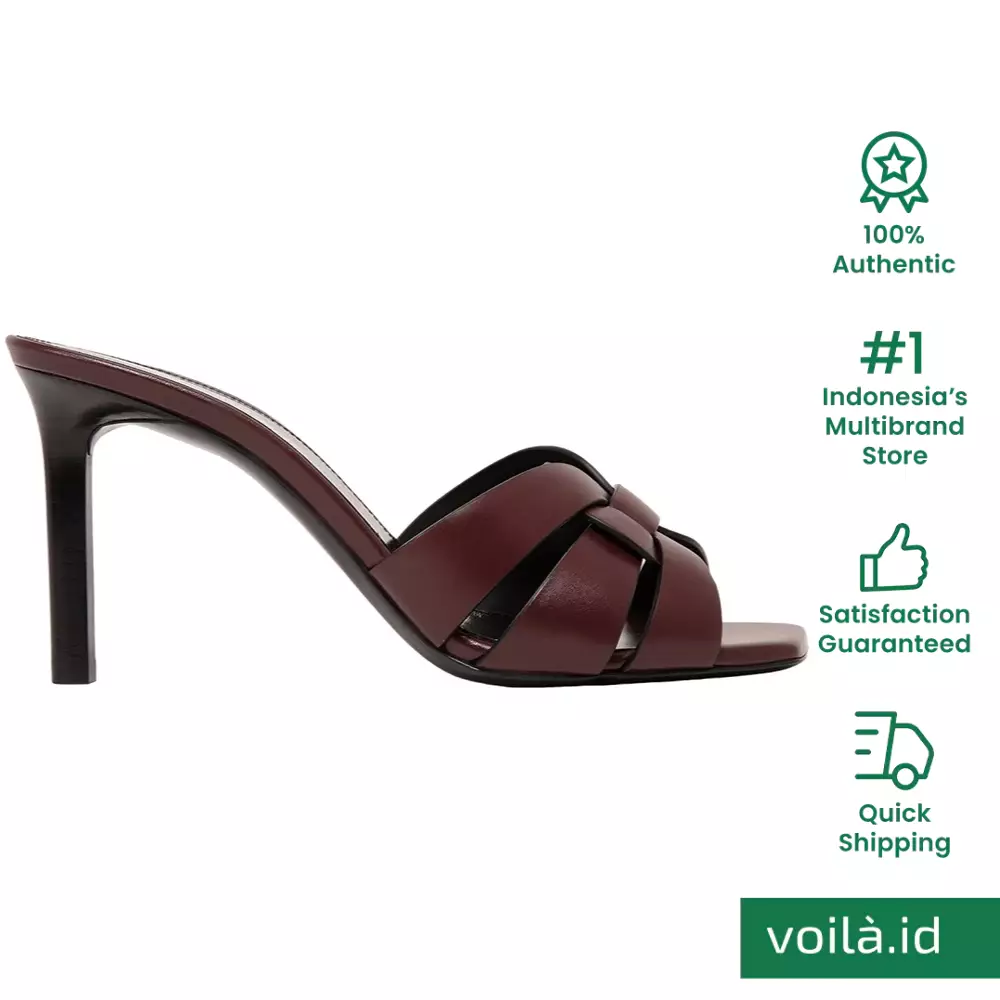 100%
Authentic
#1
Indonesia's
Multibrand
Store
Satisfaction
Guaranteed
Quick
Shipping
voilà.id